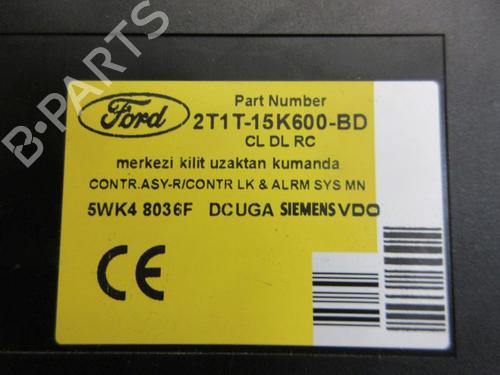 B-PARTS
Ford
Part Number
2T1T-15K600-BD
CL DL RC
merkezi kilit uzaktan kumanda
CONTR.ASY-R/CONTR LK & ALRM SYS MN
5WK4 8036F DCUGA SIEMENS VDO
CE